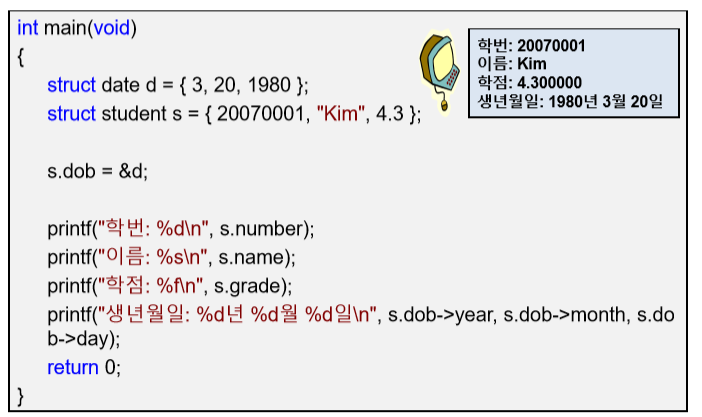 int main(void)
{
struct date d = { 3, 20, 1980 };
struct student s = { 20070001, "Kim", 4.3 };
s.dob = &d;
printf("학번: %d\n", s.number);
printf("이름: %s\n", s.name);
printf("학점: %f\n", s.grade);
printf("생년월일: %d년 %d월 %d일\n", s.dob->year, s.dob->month, s.do
b->day);
return 0;
}
학번: 20070001
이름: Kim
학점: 4.300000
생년월일: 1980년 3월 20일